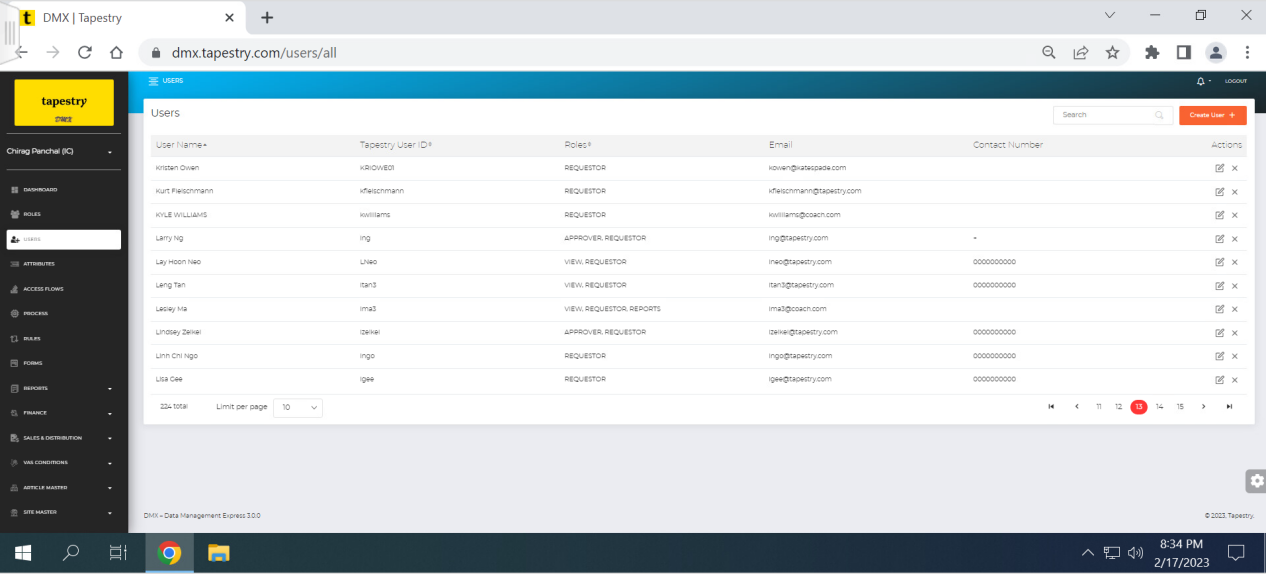 DMX | Tapestry
dmx.tapestry.com/users/all
tapestry
DMX
Chirag Panchal (IC)
DASHBOARD
ROLES
USERS
ATTRIBUTES
ACCESS FLOWS
PROCESS
RULES
FORMS
REPORTS
FINANCE
SALES & DISTRIBUTION
VAS CONDITIONS
ARTICLE MASTER
SITE MASTER
USERS
LOGOUT
Users
Search
Create User +
User Name Tapestry User ID Roles Email Contact Number Actions
Kristen Owen KRIOWE01 REQUESTOR kowen@katespade.com
Kurt Fleischmann kfleischmann REQUESTOR kfleischmann@tapestry.com
KYLE WILLIAMS kwilliams REQUESTOR kwilliams@coach.com
Larry Ng lng APPROVER, REQUESTOR lng@tapestry.com -
Lay Hoon Neo LNeo VIEW, REQUESTOR lneo@tapestry.com 0000000000
Leng Tan ltan3 VIEW, REQUESTOR ltan3@tapestry.com 0000000000
Lesley Ma lma3 VIEW, REQUESTOR, REPORTS lma3@coach.com
Lindsey Zeikel lzeikel APPROVER, REQUESTOR lzeikel@tapestry.com 0000000000
Linh Chi Ngo lngo REQUESTOR lngo@tapestry.com 0000000000
Lisa Gee lgee REQUESTOR lgee@tapestry.com 0000000000
224 total Limit per page 10 11 12 13 14 15
DMX – Data Management Express 3.0.0
© 2023, Tapestry,
8:34 PM
2/17/2023